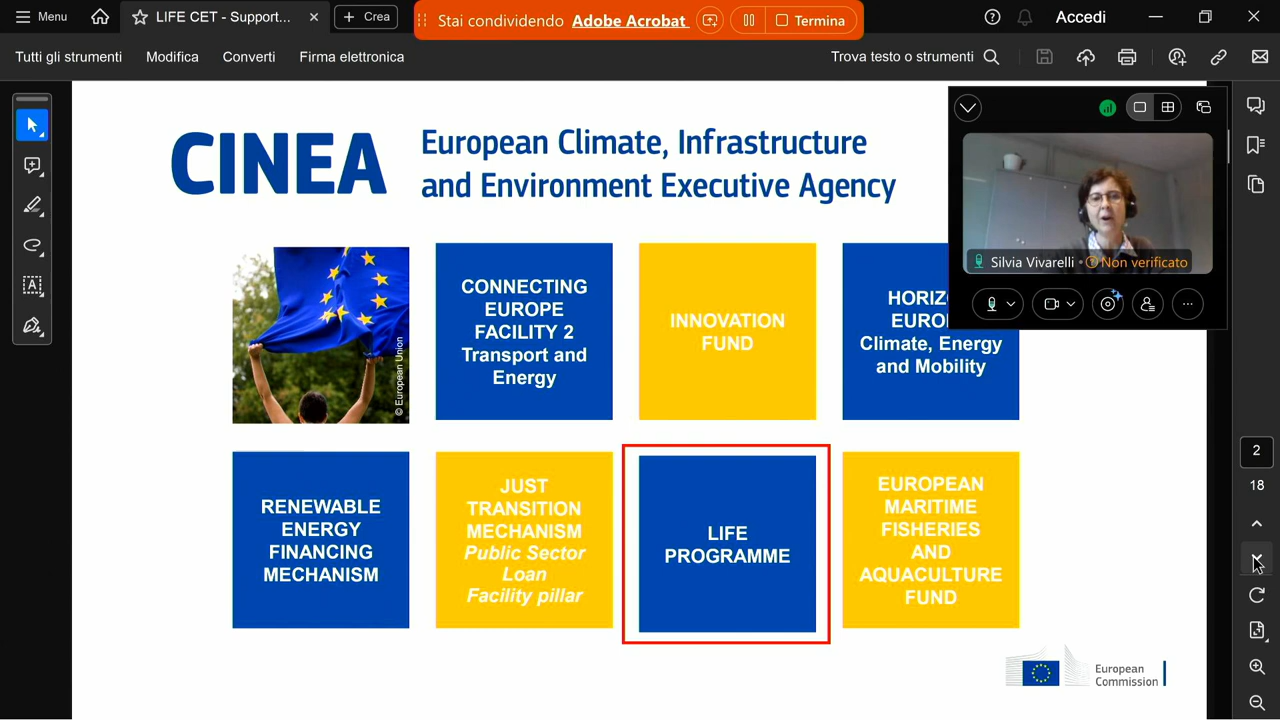 Menu
LIFE CET - Support...
Crea
Stai condividendo Adobe Acrobat
Termina
Accedi
Tutti gli strumenti
Modifica
Converti
Firma elettronica
Trova testo o strumenti
CINEA
European Climate, Infrastructure
and Environment Executive Agency
Silvia Vivarelli
Non verificato
© European Union
CONNECTING
EUROPE
FACILITY 2
Transport and
Energy
INNOVATION
FUND
HORIZO
EUROP
Climate, Energy
and Mobility
RENEWABLE
ENERGY
FINANCING
MECHANISM
JUST
TRANSITION
MECHANISM
Public Sector
Loan
Facility pillar
LIFE
PROGRAMME
EUROPEAN
MARITIME
FISHERIES
AND
AQUACULTURE
FUND
2
18
European
Commission